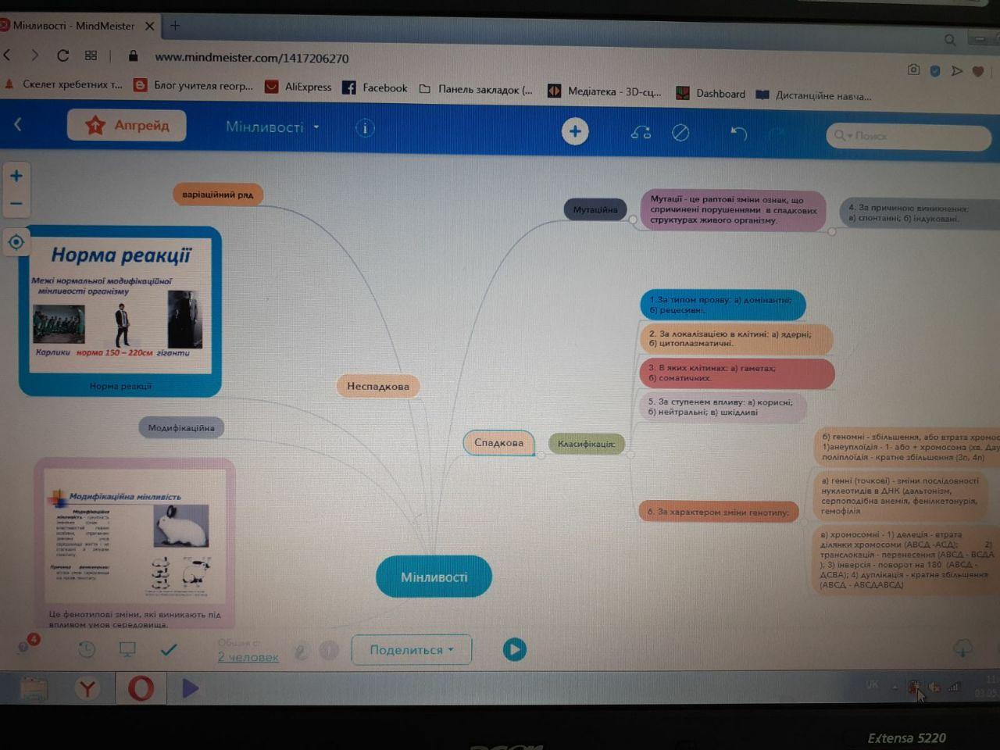 Мінливості - MindMeister
www.mindmeister.com/1417206270
Скелет хребетних т...
Блог учителя геогр...
AliExpress
Facebook
Панель закладок (...
Медіатека - 3D-сц...
Dashboard
Дистанційне навча...
Апгрейд
Мінливості
Поиск
варіаційний ряд
Мутаційна
Мутації - це раптові зміни ознак, що
спричинені порушеннями в спадкових
структурах живого організму.
4. За причиною виникнення:
а) спонтанні; б) індуковані.
Норма реакції
Межі нормальної модифікаційної
мінливості організму
Карлики норма 150 – 220см гіганти
Норма реакції
1.За типом прояву: а) домінантні;
б) рецесивні.
2. За локалізацією в клітині: а) ядерні;
б) цитоплазматичні.
3. В яких клітинах: а) гаметах;
б) соматичних.
5. За ступенем впливу: а) корисні;
б) нейтральні; в) шкідливі
Неспадкова
Модифікаційна
Спадкова
Класифікація:
б) геномні - збільшення, або втрата хромос
1)анеуплоїдія - 1- або + хромосома (хв. Дау
поліплоїдія - кратне збільшення (3n, 4n)
а) генні (точкові) - зміни послідовності
нуклеотидів в ДНК (дальтонізм,
серпоподібна анемія, фенілкетонурія,
гемофілія
6. За характером зміни генотипу:
в) хромосомні - 1) делеція - втрата
ділянки хромосоми (АВСД -АСД); 2)
транслокація - перенесення (АВСД - ВСДА
); 3) інверсія - поворот на 180 (АВСД -
ДСВА); 4) дуплікація - кратне збільшення
(АВСД - АВСДАВСД)
Модифікаційна мінливість
Модифікаційна
мінливість
Мінливості
Це фенотипові зміни, які виникають під
впливом умов середовища.
4
Общая с:
2 человек
Поделиться
UK
11
03.05
Extensa 5220